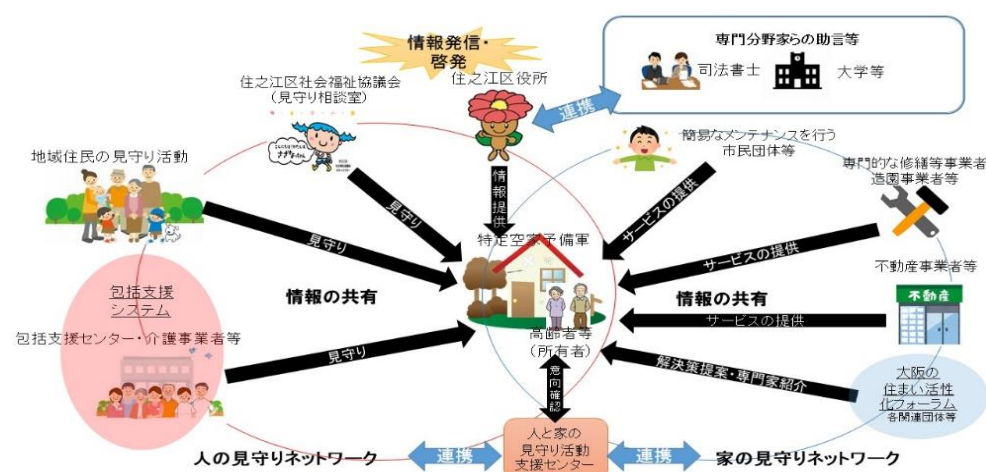 情報発信・
啓発
専門分野家らの助言等
司法書士
大学等
住之江区社会福祉協議会
(見守り相談室)
住之江区役所
連携
簡易なメンテナンスを行う
市民団体等
地域住民の見守り活動
専門的な修繕等事業者
造園事業者等
見守り
見守り
情報提供
サービスの提供
サービスの提供
特定空家予備軍
不動産事業者等
不動産
包括支援
システム
情報の共有
情報の共有
サービスの提供
包括支援センター・介護事業者等
高齢者等
(所有者)
見守り
解決策提案・専門家紹介
意向確認
大阪の
住まい活性
化フォーラム
各関連団体等
人と家の
見守り活動
支援センター
人の見守りネットワーク
連携
連携
家の見守りネットワーク